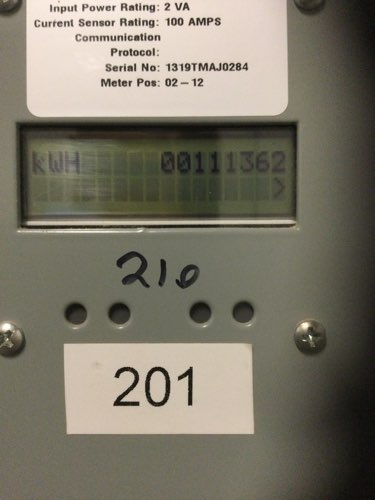 Input Power Rating: 2 VA
Current Sensor Rating: 100 AMPS
Communication
Protocol:
Serial No: 1319TMAJ0284
Meter Pos: 02-12
kWH 00111362
>
210
201